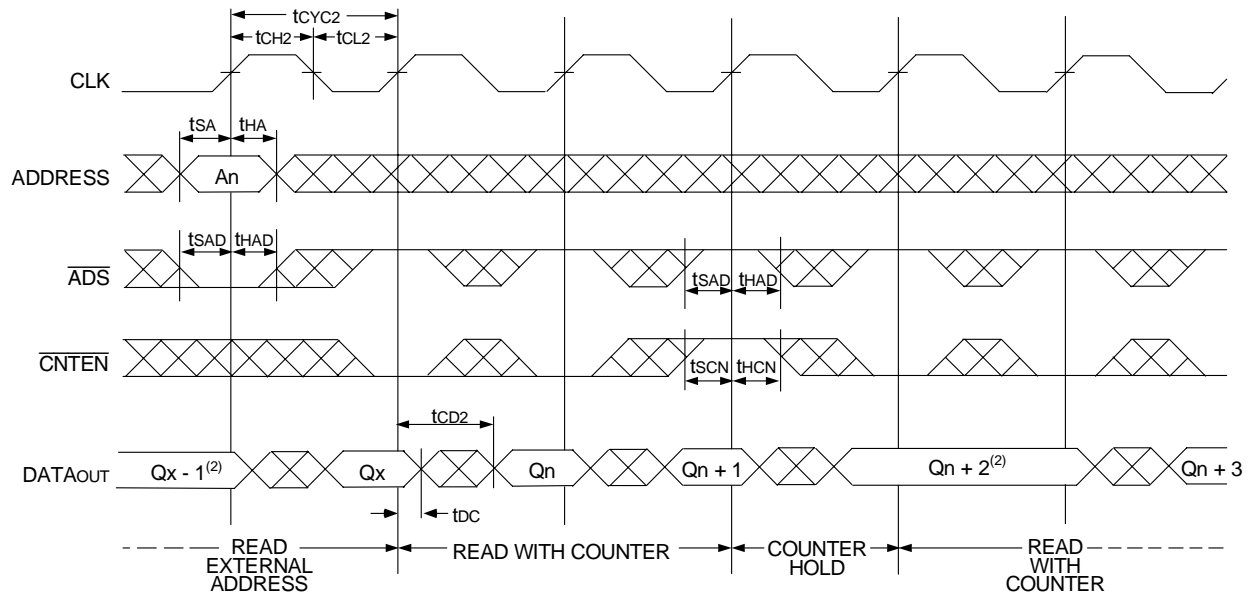 tCYC2
tCH2 tCL2
CLK
tSA tHA
ADDRESS An
tSAD tHAD
ADS
tSAD tHAD
CNTEN
tSCN tHCN
tCD2
DATAOUT Qx - 1(2) Qx Qn Qn + 1 Qn + 2(2) Qn + 3
tDC
READ EXTERNAL ADDRESS
READ WITH COUNTER
COUNTER HOLD
READ WITH COUNTER